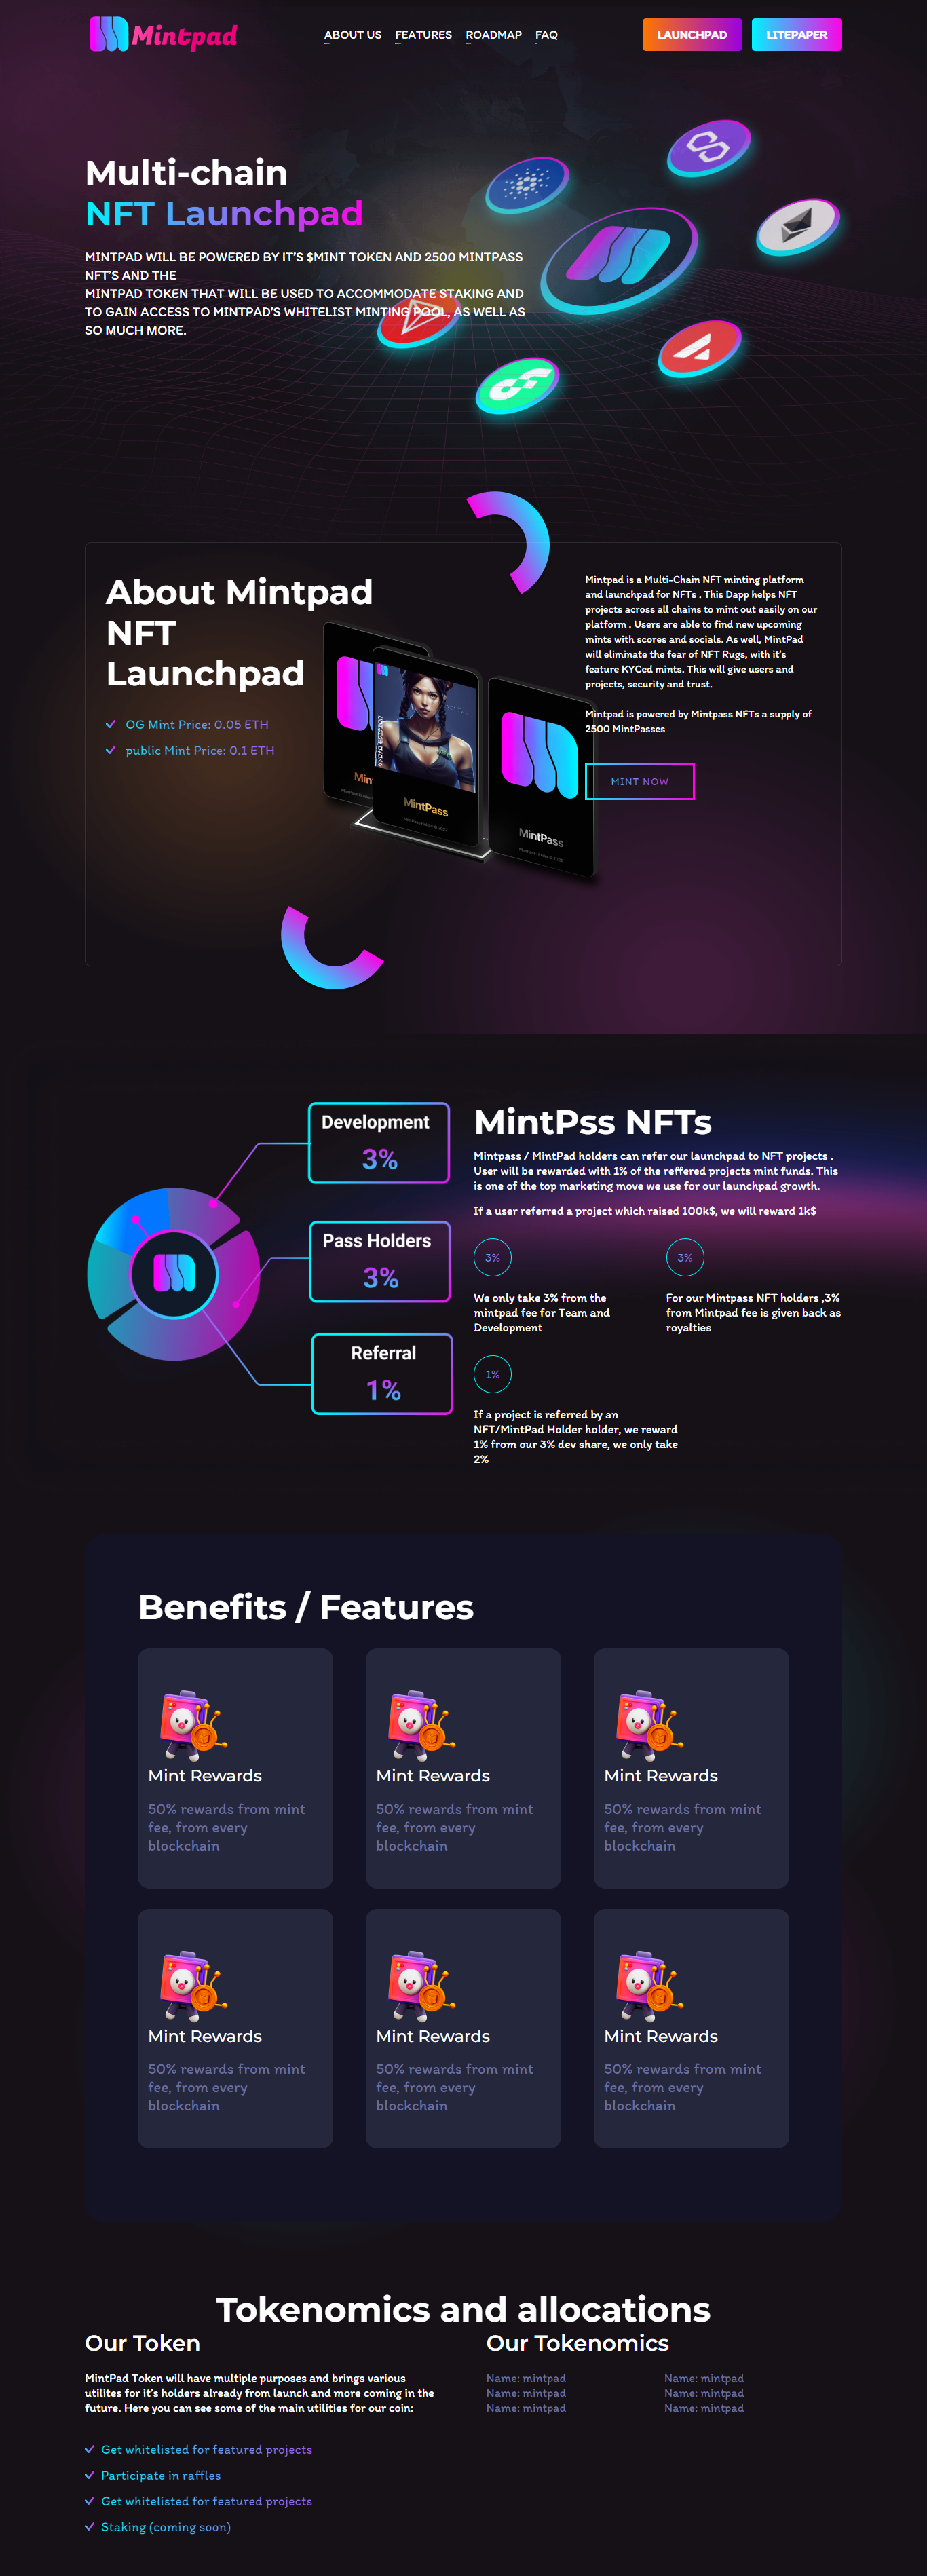 Mintpad
ABOUT US
FEATURES
ROADMAP
FAQ
LAUNCHPAD
LITEPAPER
Multi-chain
NFT Launchpad
MINTPAD WILL BE POWERED BY IT'S $MINT TOKEN AND 2500 MINTPASS
NFT'S AND THE
MINTPAD TOKEN THAT WILL BE USED TO ACCOMMODATE STAKING AND
TO GAIN ACCESS TO MINTPAD'S WHITELIST MINTING POOL, AS WELL AS
SO MUCH MORE.
About Mintpad
NFT
Launchpad
OG Mint Price: 0.05 ETH
public Mint Price: 0.1 ETH
Min
MintPass
MintPass
Mintpad is a Multi-Chain NFT minting platform
and launchpad for NFTs . This Dapp helps NFT
projects across all chains to mint out easily on our
platform . Users are able to find new upcoming
mints with scores and socials. As well, MintPad
will eliminate the fear of NFT Rugs, with it's
feature KYCed mints. This will give users and
projects, security and trust.
Mintpad is powered by Mintpass NFTs a supply of
2500 MintPasses
MINT NOW
Development
3%
Pass Holders
3%
Referral
1%
MintPss NFTs
Mintpass / MintPad holders can refer our launchpad to NFT projects .
User will be rewarded with 1% of the reffered projects mint funds. This
is one of the top marketing move we use for our launchpad growth.
If a user referred a project which raised 100k$, we will reward 1k$
3%
We only take 3% from the
mintpad fee for Team and
Development
3%
For our Mintpass NFT holders ,3%
from Mintpad fee is given back as
royalties
1%
If a project is referred by an
NFT/MintPad Holder holder, we reward
1% from our 3% dev share, we only take
2%
Benefits / Features
Mint Rewards
50% rewards from mint
fee, from every
blockchain
Mint Rewards
50% rewards from mint
fee, from every
blockchain
Mint Rewards
50% rewards from mint
fee, from every
blockchain
Mint Rewards
50% rewards from mint
fee, from every
blockchain
Mint Rewards
50% rewards from mint
fee, from every
blockchain
Mint Rewards
50% rewards from mint
fee, from every
blockchain
Tokenomics and allocations
Our Token
MintPad Token will have multiple purposes and brings various
utilites for it's holders already from launch and more coming in the
future. Here you can see some of the main utilities for our coin:
Get whitelisted for featured projects
Participate in raffles
Get whitelisted for featured projects
Staking (coming soon)
Our Tokenomics
Name: mintpad
Name: mintpad
Name: mintpad
Name: mintpad
Name: mintpad
Name: mintpad